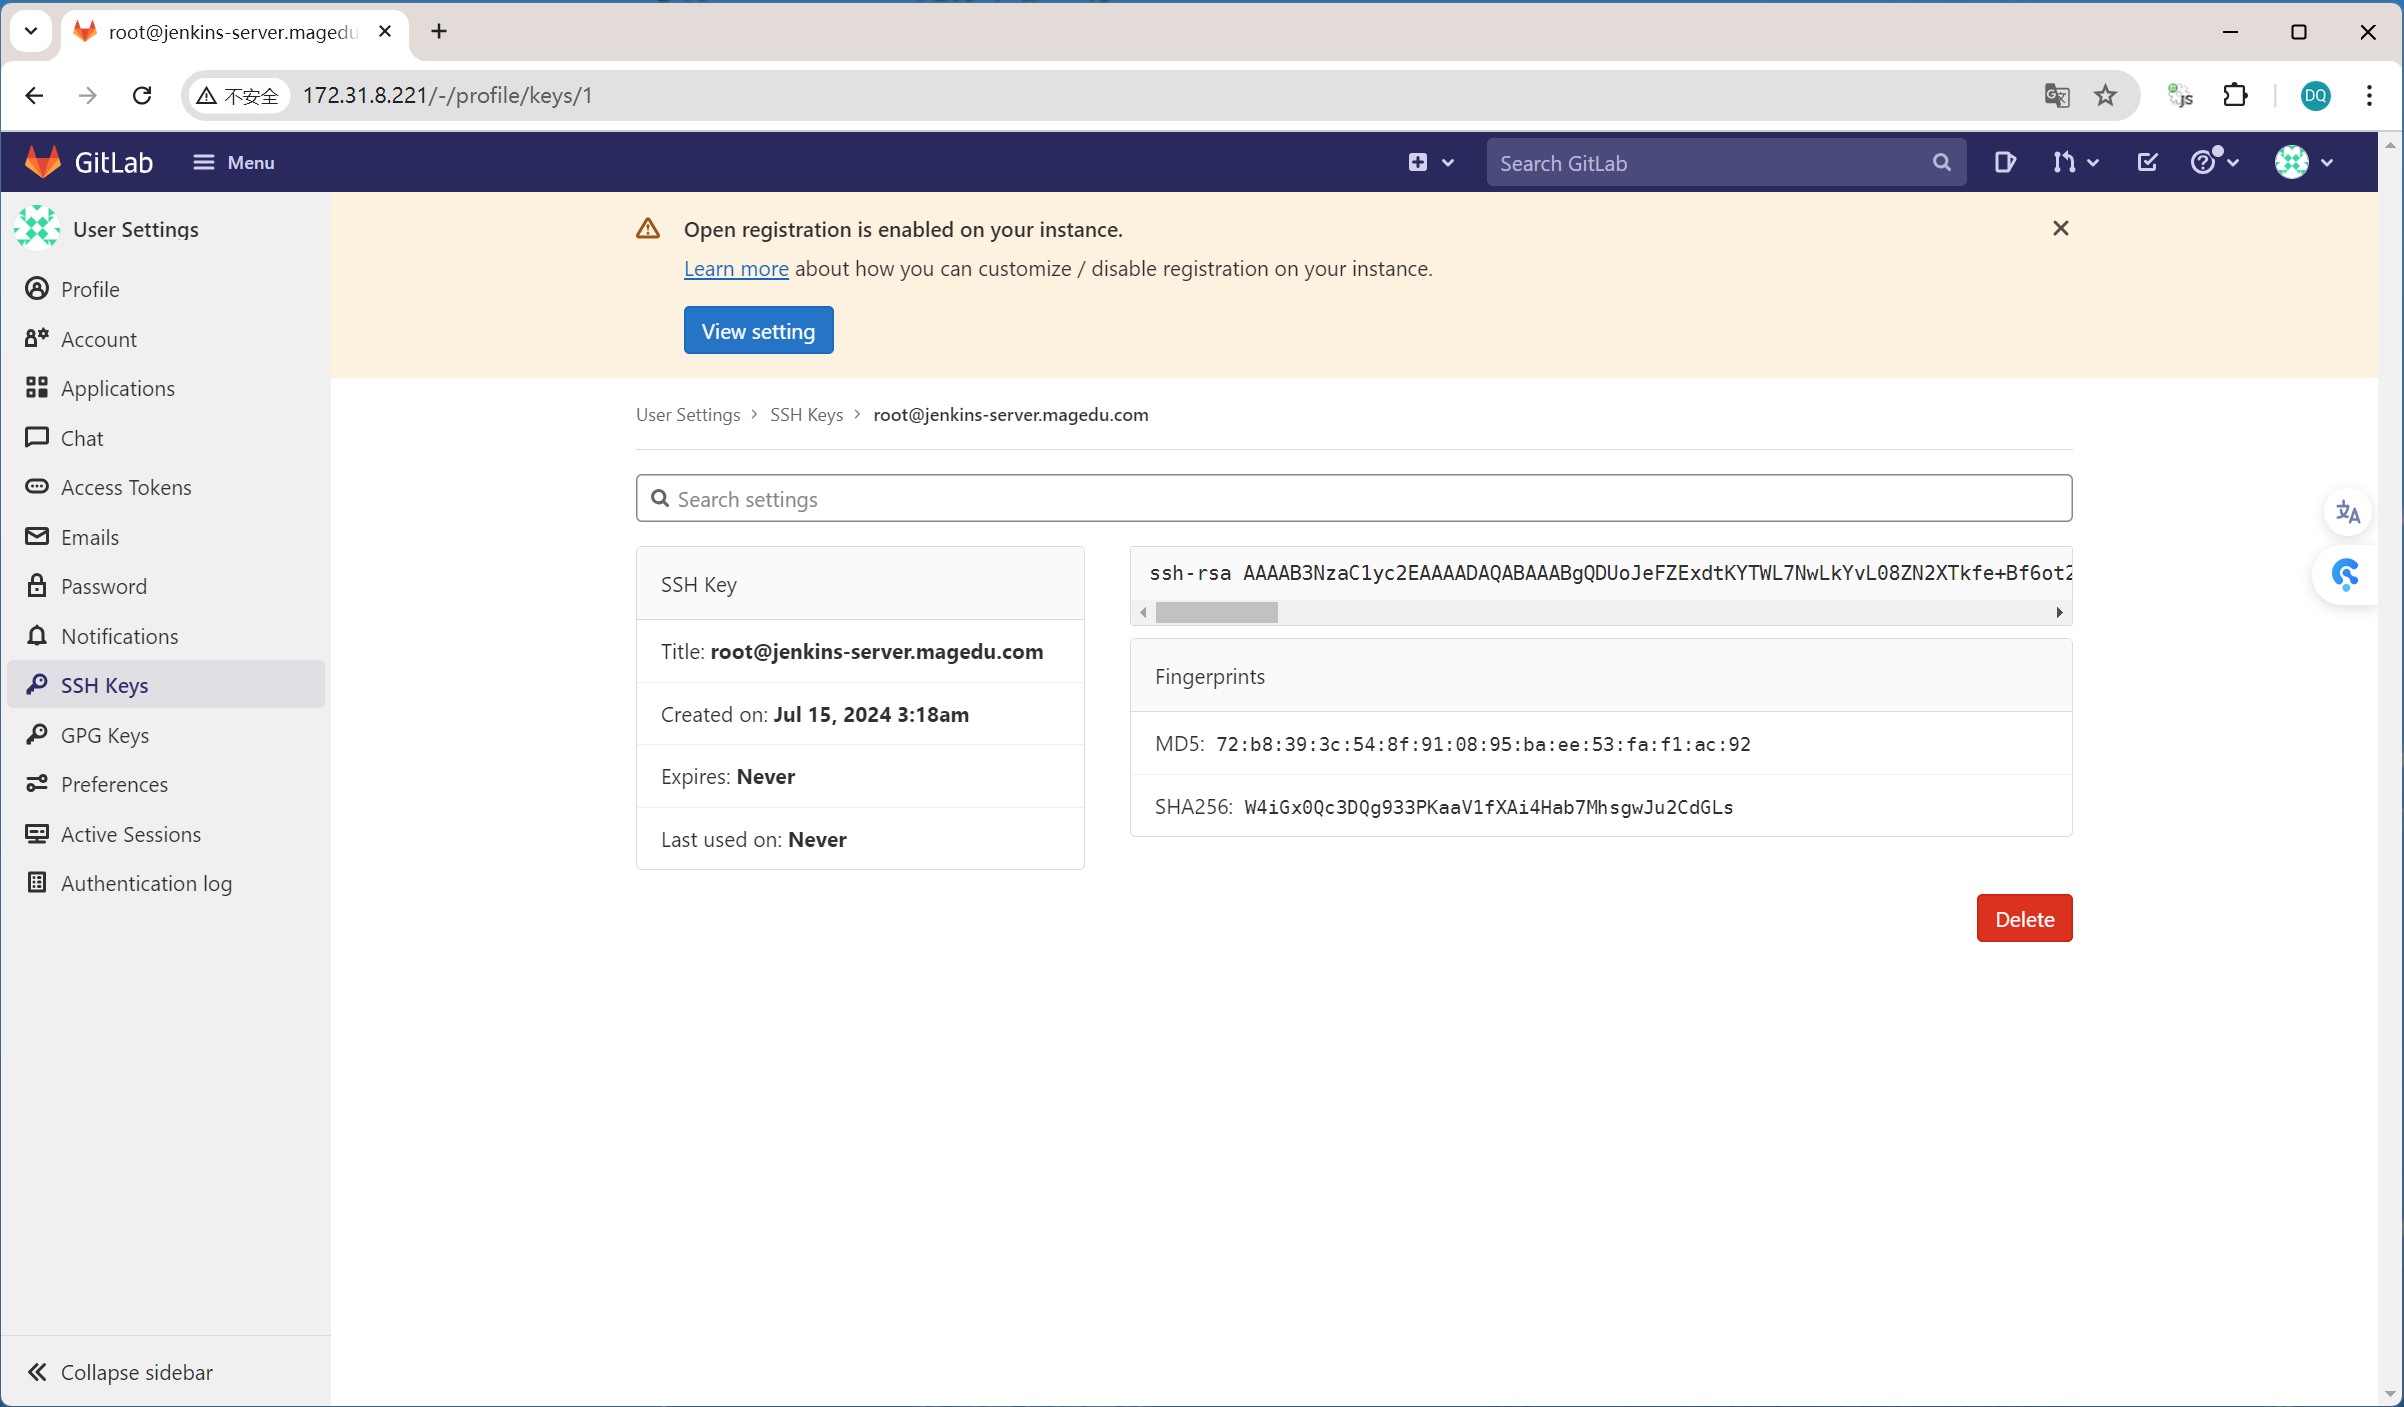 root@jenkins-server.magedu
不安全
172.31.8.221/-/profile/keys/1
DQ
GitLab
Menu
Search GitLab
User Settings
Profile
Account
Applications
Chat
Access Tokens
Emails
Password
Notifications
SSH Keys
GPG Keys
Preferences
Active Sessions
Authentication log
Collapse sidebar
Open registration is enabled on your instance.
Learn more about how you can customize / disable registration on your instance.
View setting
User Settings > SSH Keys > root@jenkins-server.magedu.com
Search settings
SSH Key
Title: root@jenkins-server.magedu.com
Created on: Jul 15, 2024 3:18am
Expires: Never
Last used on: Never
ssh-rsa AAAAB3NzaC1yc2EAAAADAQABAAABgQDUoJeFZExdtKYTWL7NwLkYvL08ZN2XTkfe+Bf6ot2
Fingerprints
MD5: 72:b8:39:3c:54:8f:91:08:95:ba:ee:53:fa:f1:ac:92
SHA256: W4iGx0Qc3DQg933PKaaV1fXAi4Hab7MhsgwJu2CdGLs
Delete